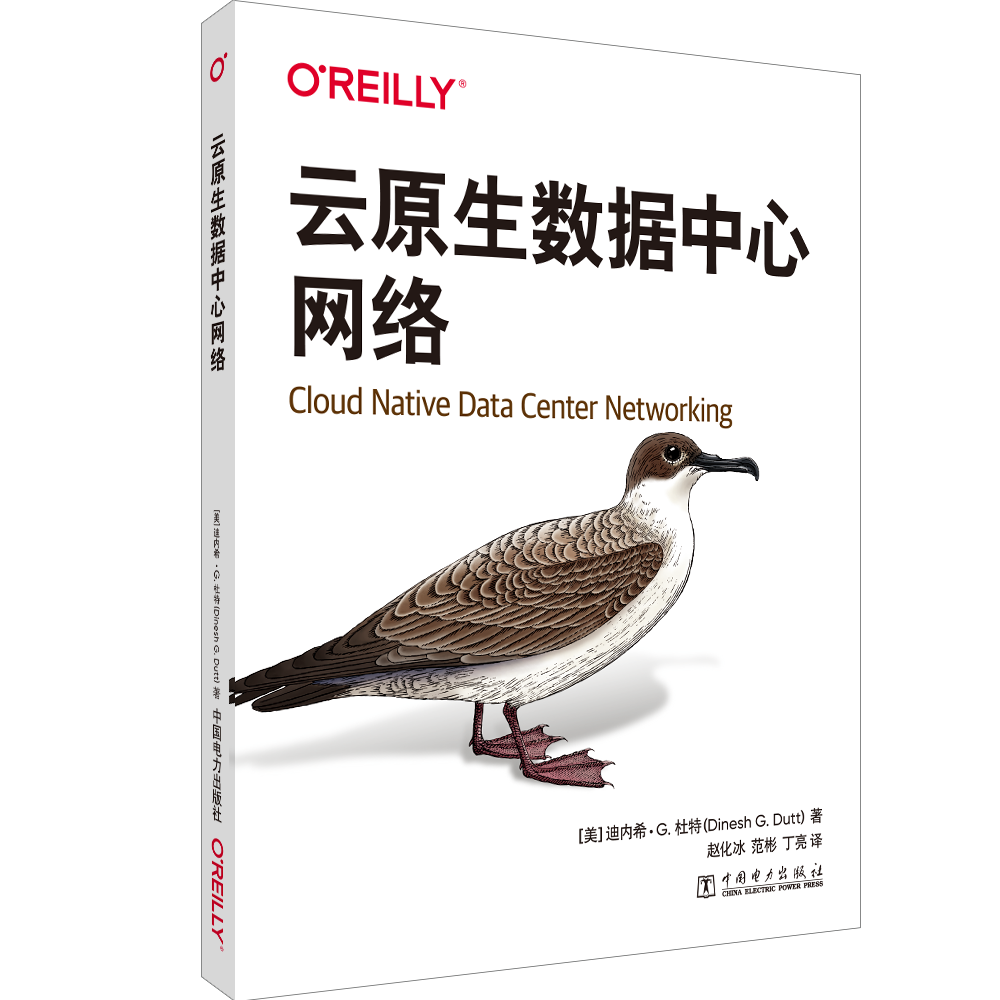 O'REILLY®
云原生数据中心
网络
Cloud Native Data Center Networking
[美] 迪内希·G. 杜特 (Dinesh G. Dutt) 著
赵化冰 范彬 丁亮 译
中国电力出版社
CHINA ELECTRIC POWER PRESS
云原生数据中心网络
[美] 迪内希·G. 杜特 (Dinesh G. Dutt) 著
中国电力出版社
O'REILLY®